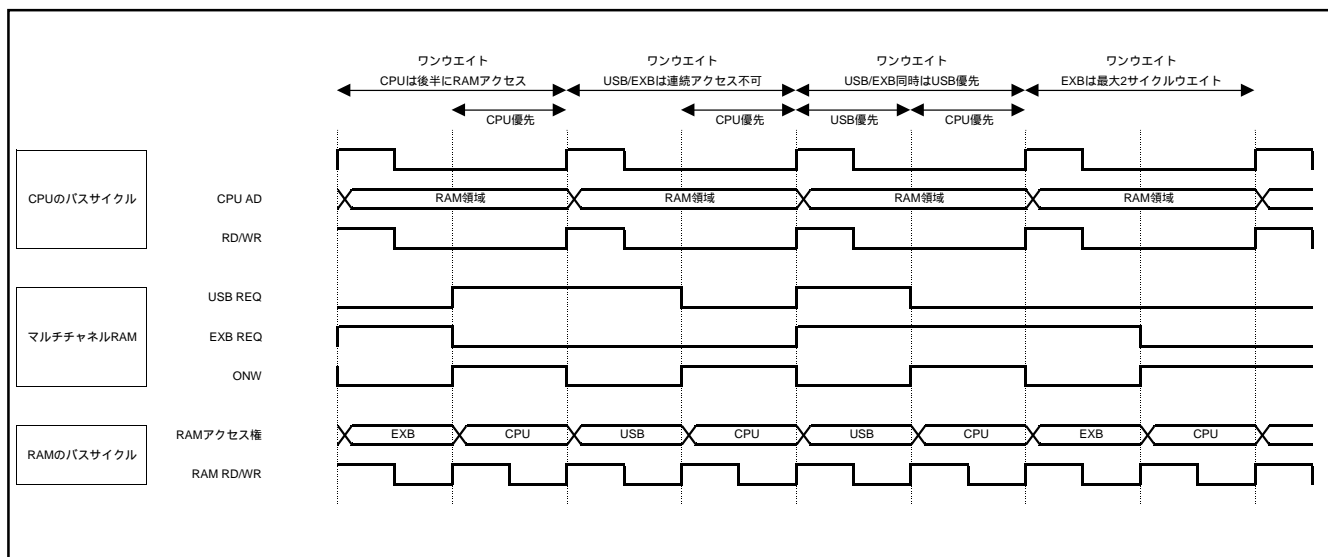 ワンウエイト ワンウエイト ワンウエイト ワンウエイト
CPUは後半にRAMアクセス USB/EXBは連続アクセス不可 USB/EXB同時はUSB優先 EXBは最大2サイクルウエイト
CPU優先 CPU優先 USB優先 CPU優先
CPUのバスサイクル
CPU AD RAM領域 RAM領域 RAM領域 RAM領域
RD/WR
マルチチャネルRAM
USB REQ
EXB REQ
ONW
RAMのバスサイクル
RAMアクセス権 EXB CPU USB CPU USB CPU EXB CPU
RAM RD/WR